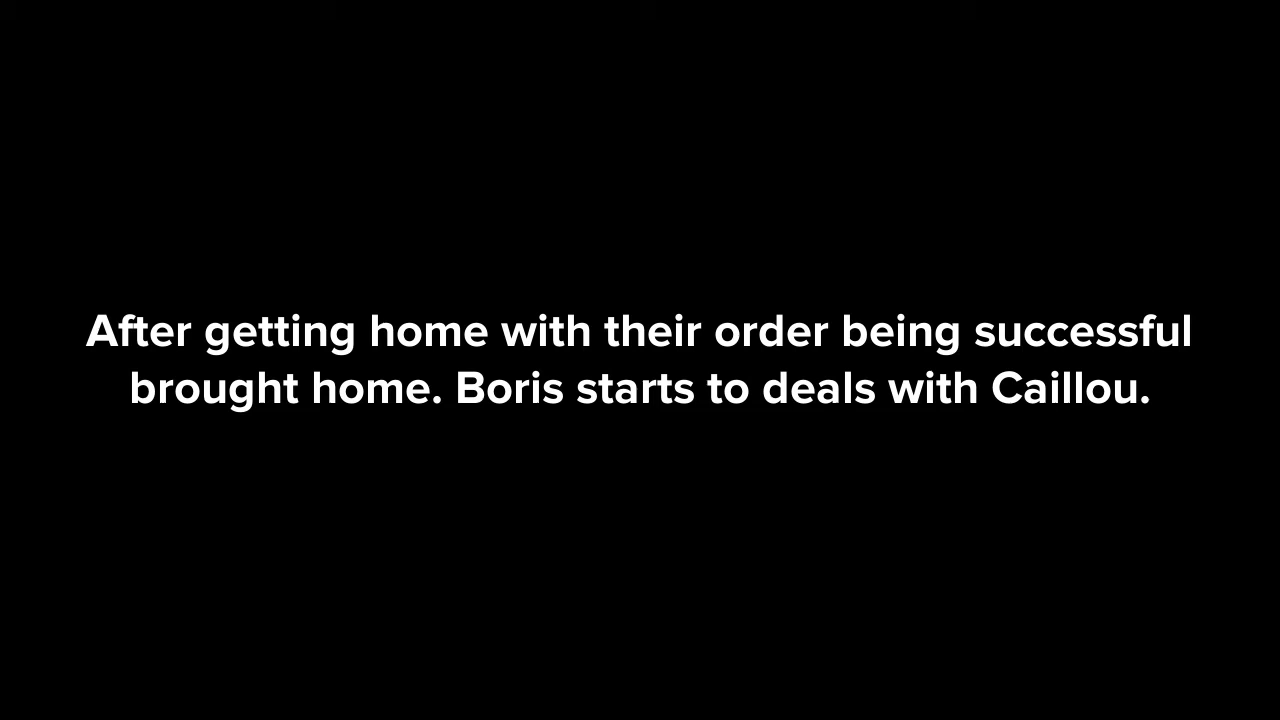 After getting home with their order being successful
brought home. Boris starts to deals with Caillou.